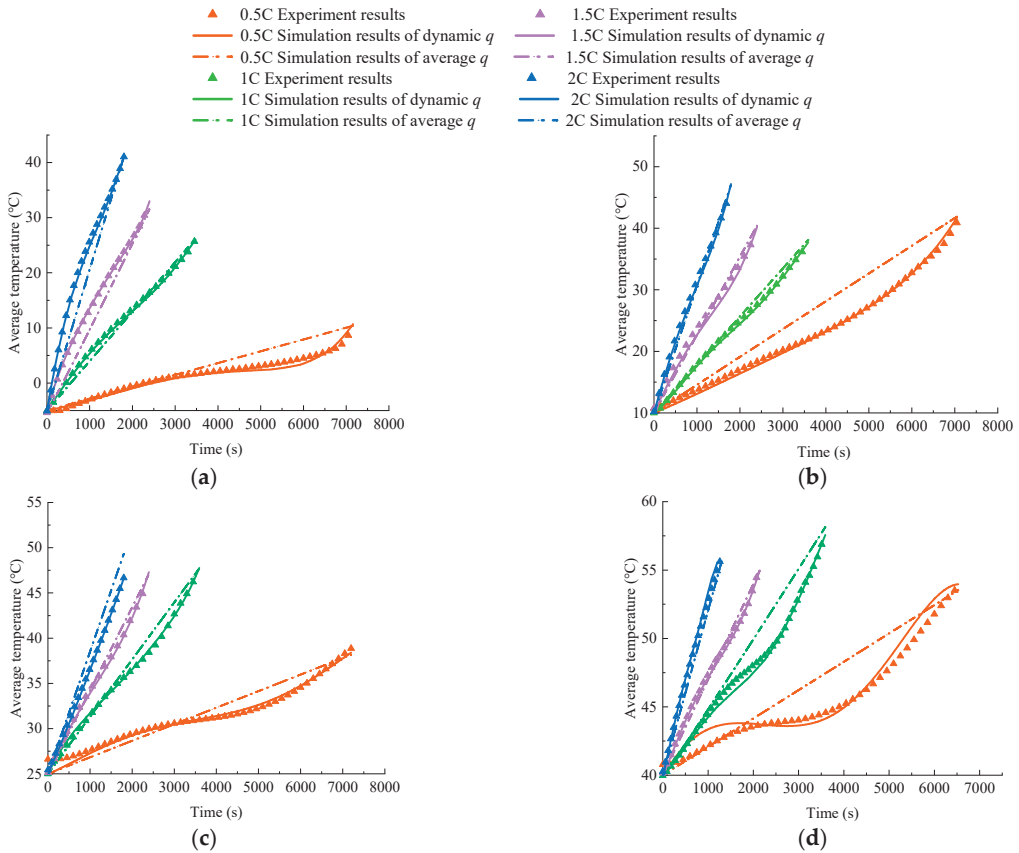 0.5C Experiment results
0.5C Simulation results of dynamic q
0.5C Simulation results of average q
1C Experiment results
1C Simulation results of dynamic q
1C Simulation results of average q
1.5C Experiment results
1.5C Simulation results of dynamic q
1.5C Simulation results of average q
2C Experiment results
2C Simulation results of dynamic q
2C Simulation results of average q
Average temperature (°C)
40
30
20
10
0
0 1000 2000 3000 4000 5000 6000 7000 8000
Time (s)
(a)
Average temperature (°C)
50
40
30
20
10
0 1000 2000 3000 4000 5000 6000 7000 8000
Time (s)
(b)
Average temperature (°C)
55
50
45
40
35
30
25
0 1000 2000 3000 4000 5000 6000 7000 8000
Time (s)
(c)
Average temperature (°C)
60
55
50
45
40
0 1000 2000 3000 4000 5000 6000 7000
Time (s)
(d)